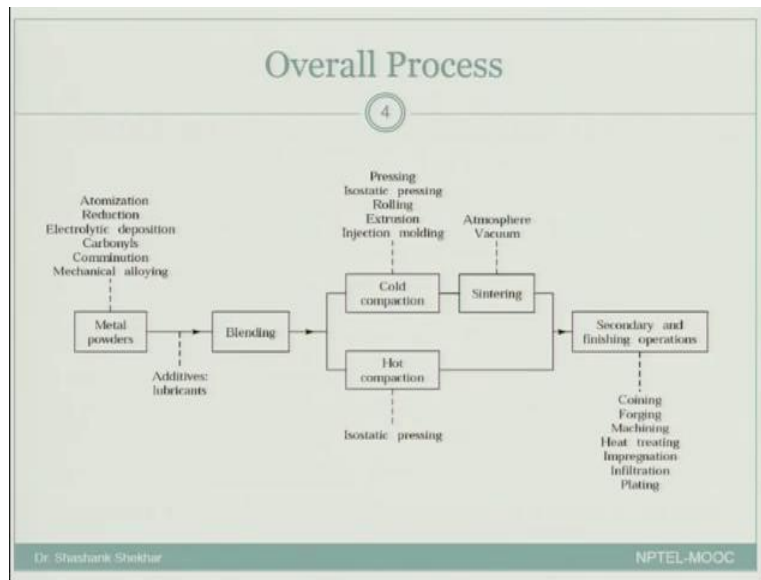 Overall Process
4
Atomization
Reduction
Electrolytic deposition
Carbonyls
Comminution
Mechanical alloying
Metal
powders
Additives:
lubricants
Blending
Pressing
Isostatic pressing
Rolling
Extrusion
Injection molding
Cold
compaction
Atmosphere
Vacuum
Sintering
Hot
compaction
Isostatic pressing
Secondary and
finishing operations
Coining
Forging
Machining
Heat treating
Impregnation
Infiltration
Plating
Dr. Shashank Shekhar
NPTEL-MOOC